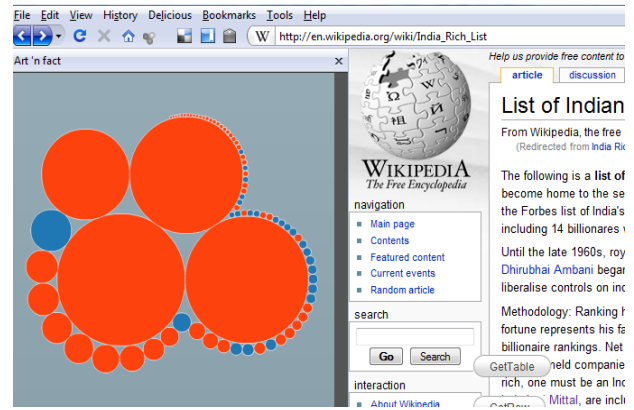 File Edit View History Delicious Bookmarks Tools Help
W http://en.wikipedia.org/wiki/India_Rich_List
Art 'n fact x
WIKIPEDIA
The Free Encyclopedia
navigation
Main page
Contents
Featured content
Current events
Random article
search
Go Search
interaction
About Wikipedia
Help us provide free content to
article discussion
List of Indian
From Wikipedia, the free
(Redirected from India Ric
The following is a list of
become home to the se
the Forbes list of India's
including 14 billionares
Until the late 1960s, roy
Dhirubhai Ambani began
liberalise controls on ind
Methodology: Ranking
fortune represents his fa
billionaire rankings. Net
GetTable
held companie
rich, one must be an Inc
GetRow
Mittal, are inclu